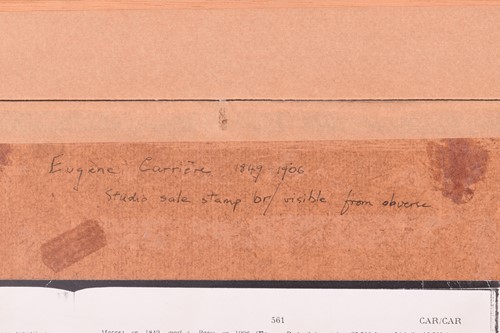 Eugène Carrière 1849-1906
Studio sale stamp br/ visible from obverse
561
CAR/CAR